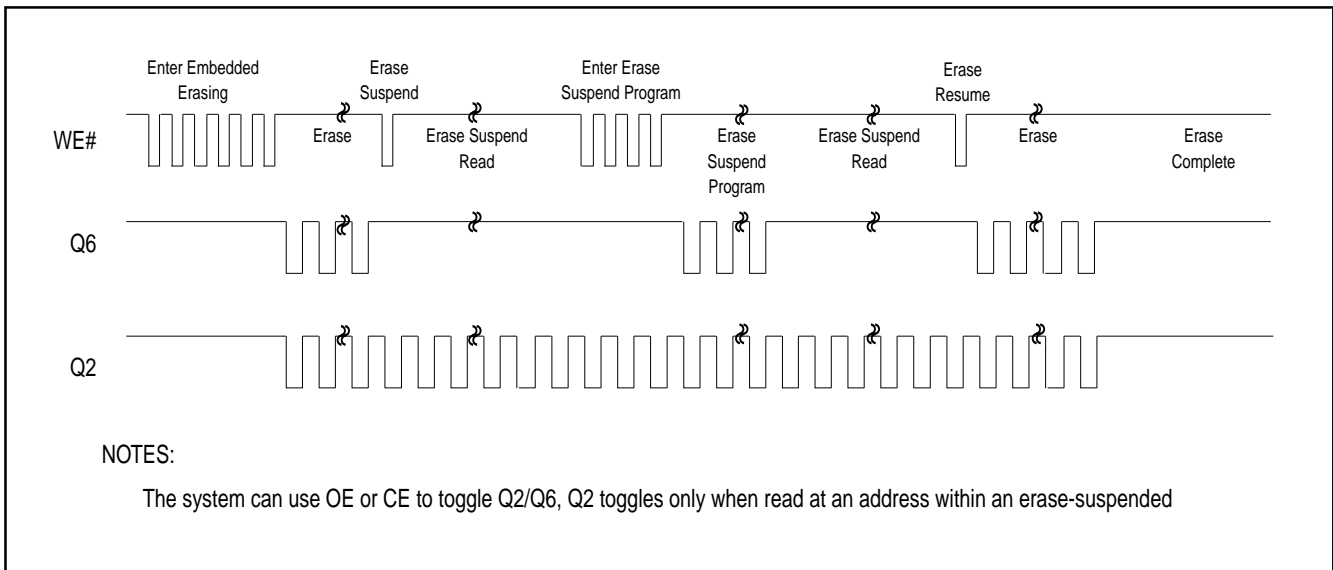 Enter Embedded
Erasing
Erase
Suspend
Enter Erase
Suspend Program
Erase
Resume
WE#
Erase
Erase Suspend
Read
Erase
Suspend
Program
Erase Suspend
Read
Erase
Erase
Complete
Q6
Q2
NOTES:
The system can use OE or CE to toggle Q2/Q6, Q2 toggles only when read at an address within an erase-suspended